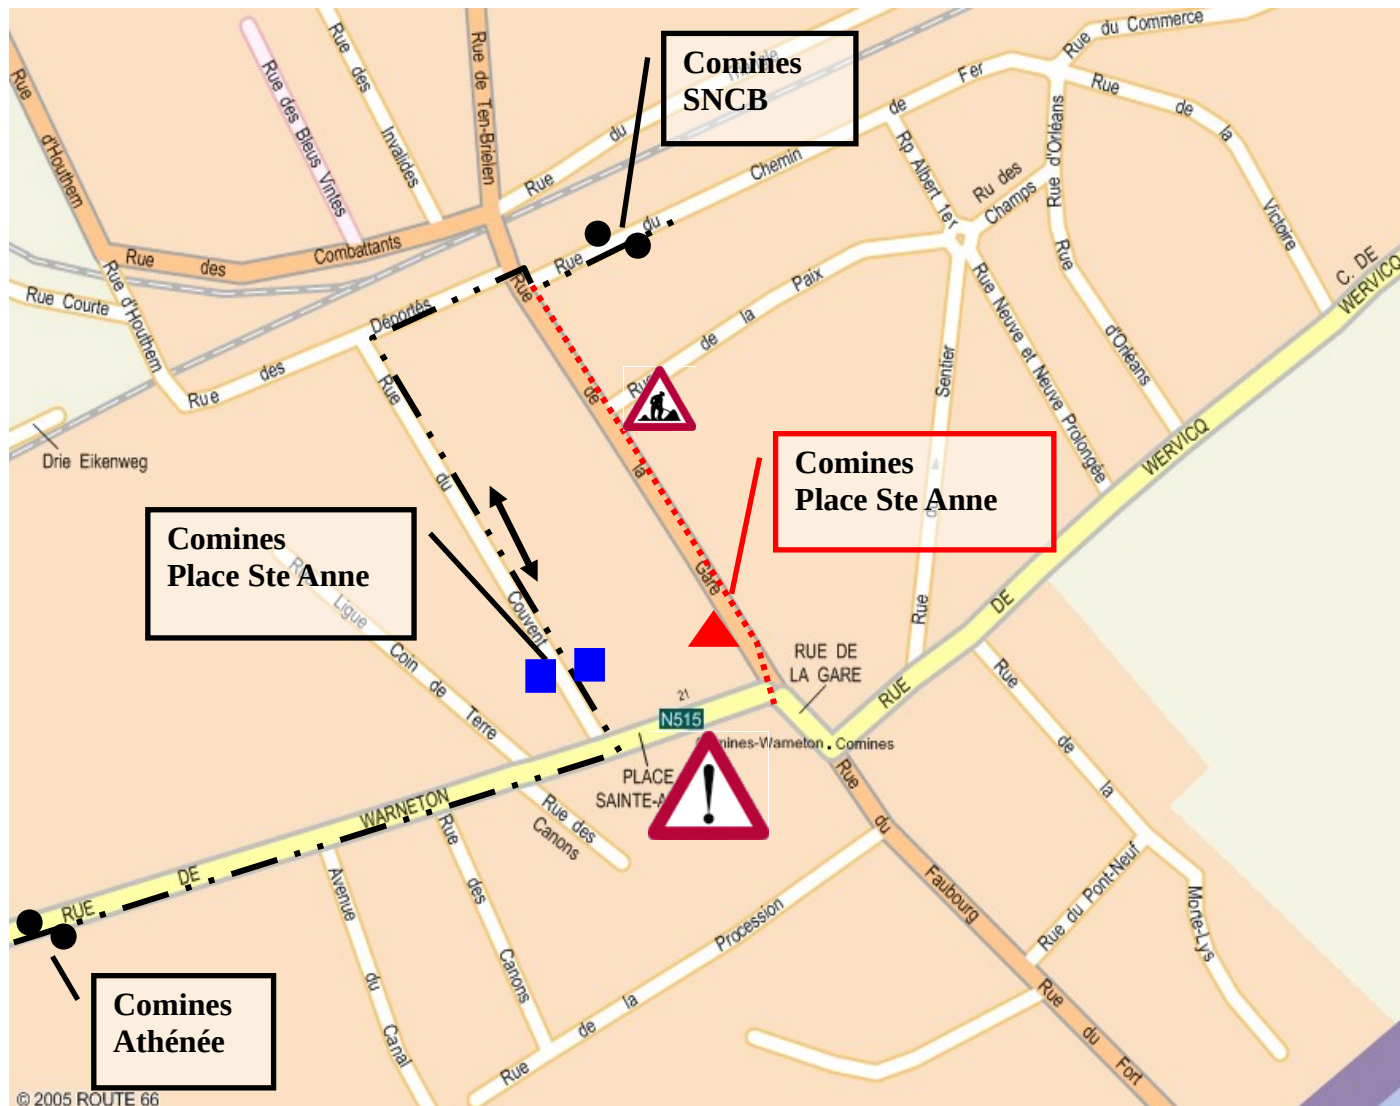 Rue du Commerce
Rue des Invalides
Rue de Ten-Brielen
Comines
SNCB
Rue d'Houthem
Rue des Bleus Vintes
Rue du
Rue du Chemin de Fer
Rue de la Victoire
Rue d'Orléans
Rp Albert 1er
Ru des
Champs
Rue des Combattants
C. DE
WERVICQ
Rue Courte
Rue d'Houthem
Déportés
Rue des
Rue de la Paix
Rue Neuve et Neuve Prolongée
Rue d'Orléans
Drie Eikenweg
Rue du Couvent
Rue de la Gare
Sentier
Rue du
RUE DE WERVICQ
Comines
Place Ste Anne
Comines
Place Ste Anne
Ligue
Coin de Terre
RUE DE
LA GARE
21
N515
Comines-Warneton . Comines
PLACE
SAINTE-A
RUE DE WARNETON
Rue des
Canons
Rue des Canons
Avenue du Canal
Rue de la Procession
Rue du Faubourg
Rue de la Morte-Lys
Rue du Pont-Neuf
Rue du Fort
Comines
Athénée
© 2005 ROUTE 66